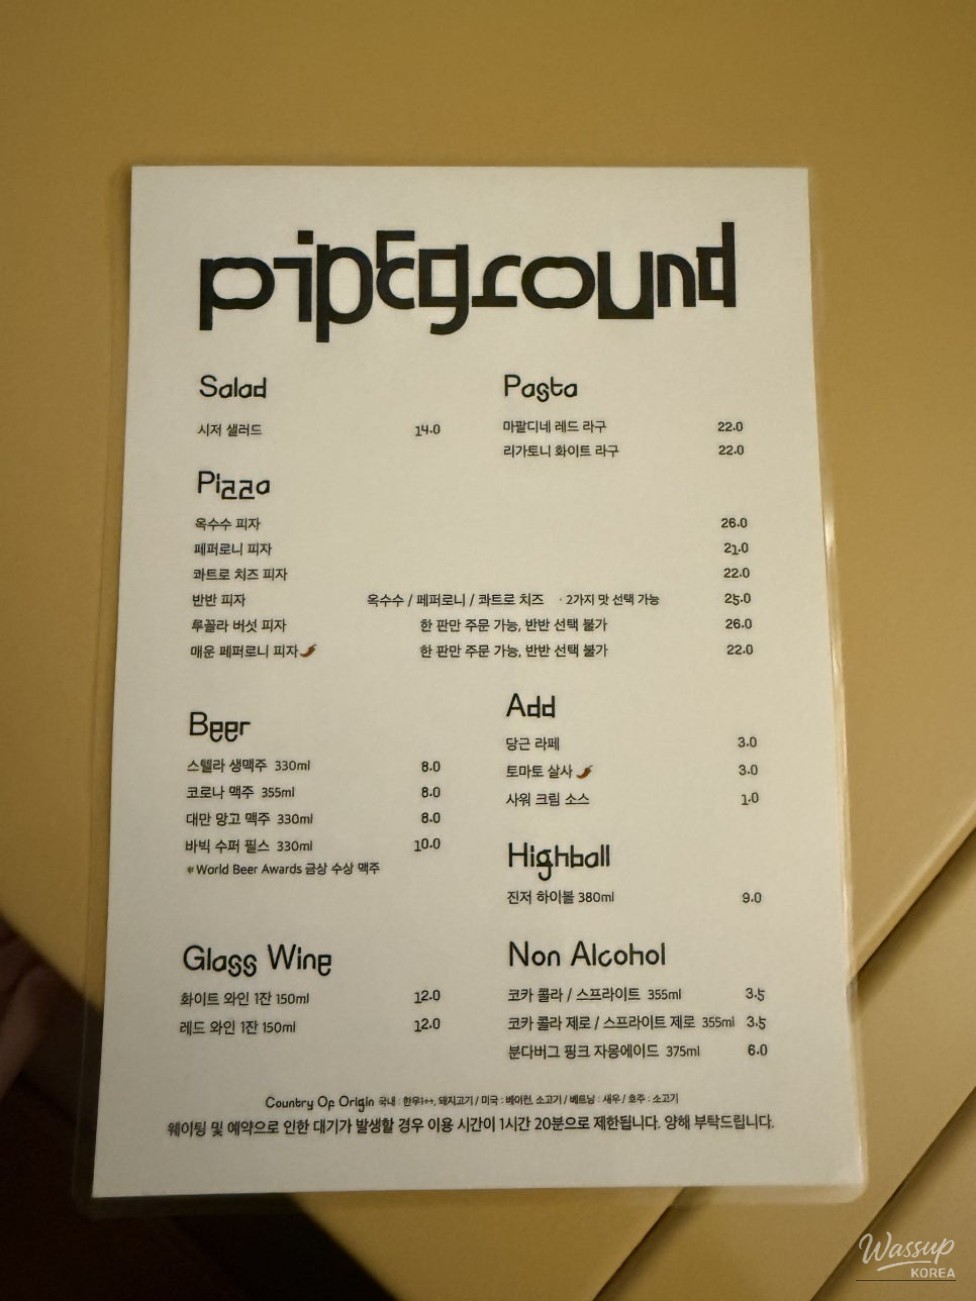 pipeground
Salad
시저 샐러드 14.0
Pasta
마팔디네 레드 라구 22.0
리가토니 화이트 라구 22.0
Pizza
옥수수 피자 26.0
페퍼로니 피자 21.0
콰트로 치즈 피자 22.0
반반 피자 옥수수 / 페퍼로니 / 콰트로 치즈 · 2가지 맛 선택 가능 25.0
루꼴라 버섯 피자 한 판만 주문 가능, 반반 선택 불가 26.0
매운 페퍼로니 피자 한 판만 주문 가능, 반반 선택 불가 22.0
Beer
스텔라 생맥주 330ml 8.0
코로나 맥주 355ml 8.0
대만 망고 맥주 330ml 8.0
바빅 수퍼 필스 330ml 10.0
※World Beer Awards 금상 수상 맥주
Add
당근 라페 3.0
토마토 살사 3.0
사워 크림 소스 1.0
Highball
진저 하이볼 380ml 9.0
Glass Wine
화이트 와인 1잔 150ml 12.0
레드 와인 1잔 150ml 12.0
Non Alcohol
코카 콜라 / 스프라이트 355ml 3.5
코카 콜라 제로 / 스프라이트 제로 355ml 3.5
분다버그 핑크 자몽에이드 375ml 6.0
Country Of Origin 국내 : 한우1++, 돼지고기 / 미국 : 베이컨, 소고기 / 베트남 : 새우 / 호주 : 소고기
웨이팅 및 예약으로 인한 대기가 발생할 경우 이용 시간이 1시간 20분으로 제한됩니다. 양해 부탁드립니다.
Wassup
KOREA